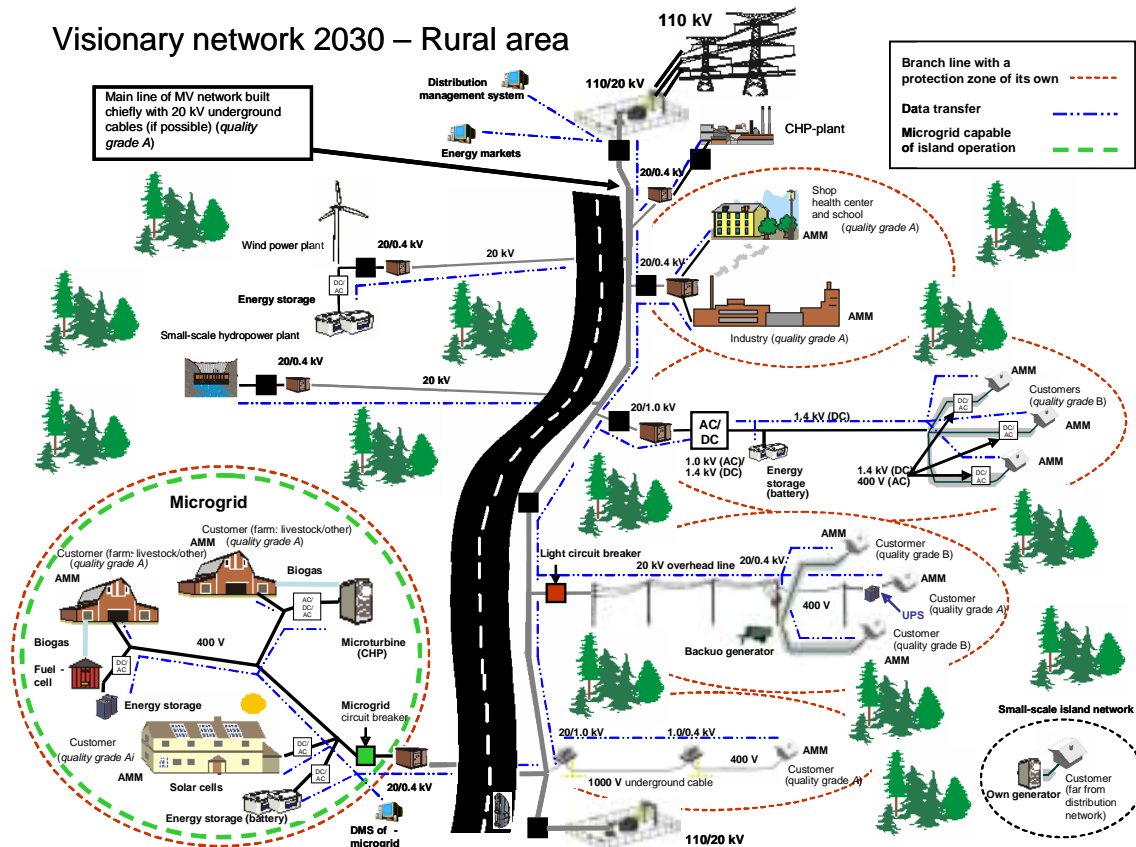 Visionary network 2030 – Rural area
110 kV
Distribution
management system
110/20 kV
Branch line with a
protection zone of its own
Data transfer
Microgrid capable
of island operation
Main line of MV network built
chiefly with 20 kV underground
cables (if possible) (quality
grade A)
Energy markets
CHP-plant
20/0.4 kV
Shop
health center
and school
(quality grade A)
AMM
Wind power plant
20/0.4 kV
20 kV
20/0.4 kV
DC/
AC
Energy storage
AMM
Industry (quality grade A)
Small-scale hydropower plant
20/0.4 kV
20 kV
20/1.0 kV
AC/
DC
1.4 kV (DC)
1.0 kV (AC)/
1.4 kV (DC)
Energy
storage
(battery)
AMM
Customers
(quality grade B)
DC/
AC
AMM
DC/
AC
AMM
DC/
AC
1.4 kV (DC)
400 V (AC)
Microgrid
Customer (farm: livestock/other)
(quality grade A)
AMM
Customer (farm: livestock/other)
(quality grade A)
AMM
Biogas
AC/
DC/
AC
Microturbine
(CHP)
Biogas
400 V
Fuel -
cell
DC/
AC
Energy storage
Microgrid
circuit breaker
Customer
(quality grade Ai
AMM
DC/
AC
Solar cells
DC/
AC
Energy storage (battery)
20/0.4 kV
DMS of -
microgrid
Light circuit breaker
20 kV overhead line
20/0.4 kV
AMM
Custormer
(quality grade B)
AMM
Customer
(quality grade A)
400 V
UPS
Backuo generator
Customer
(quality grade B)
AMM
20/1.0 kV
1.0/0.4 kV
400 V
AMM
Customer
(quality grade A)
1000 V underground cable
110/20 kV
Small-scale island network
Own generator
Customer
(far from
distribution
network)